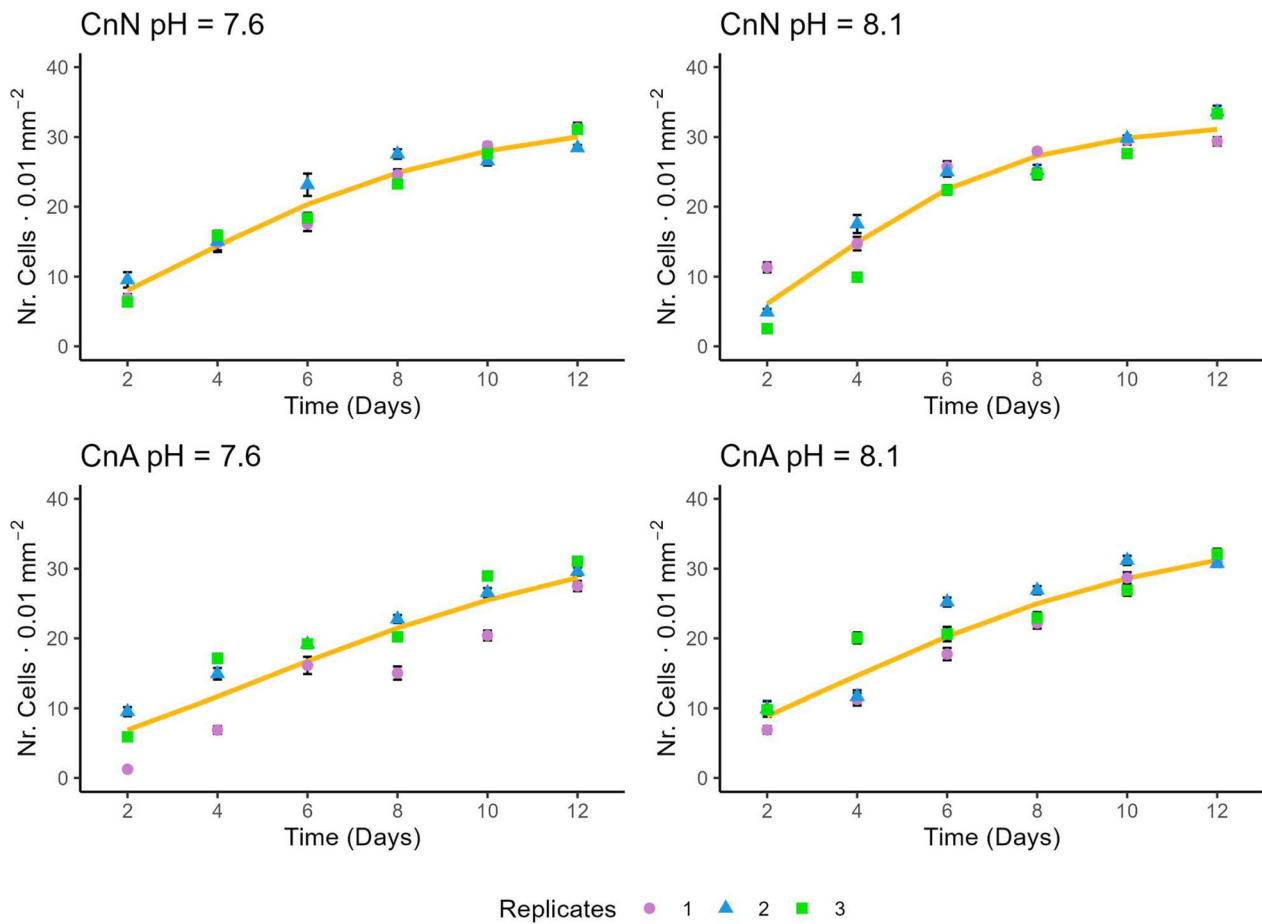 CnN pH = 7.6
40
30
20
10
0
Nr. Cells · 0.01 mm⁻²
2 4 6 8 10 12
Time (Days)
CnN pH = 8.1
40
30
20
10
0
Nr. Cells · 0.01 mm⁻²
2 4 6 8 10 12
Time (Days)
CnA pH = 7.6
40
30
20
10
0
Nr. Cells · 0.01 mm⁻²
2 4 6 8 10 12
Time (Days)
CnA pH = 8.1
40
30
20
10
0
Nr. Cells · 0.01 mm⁻²
2 4 6 8 10 12
Time (Days)
Replicates 1 2 3